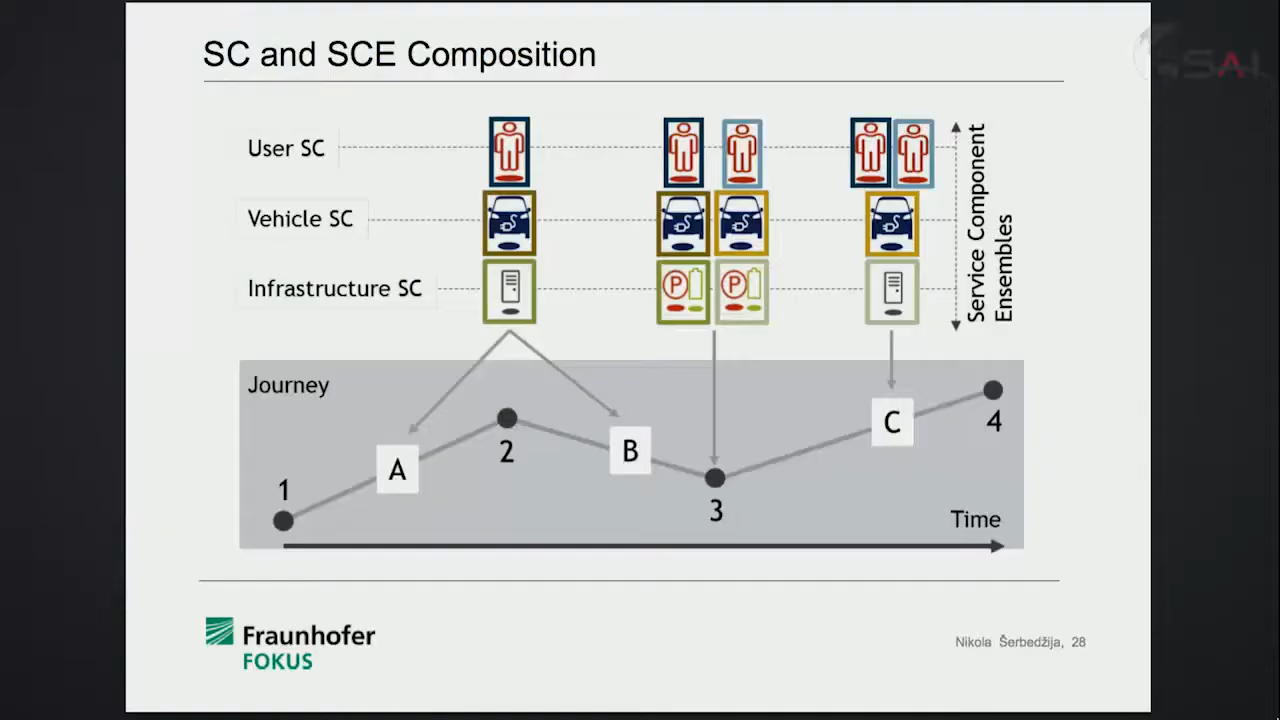 SC and SCE Composition
User SC
Vehicle SC
Infrastructure SC
P
P
Service Component
Ensembles
Journey
A
B
C
1
2
3
4
Time
Fraunhofer
FOKUS
Nikola Šerbedžija, 28
SAL